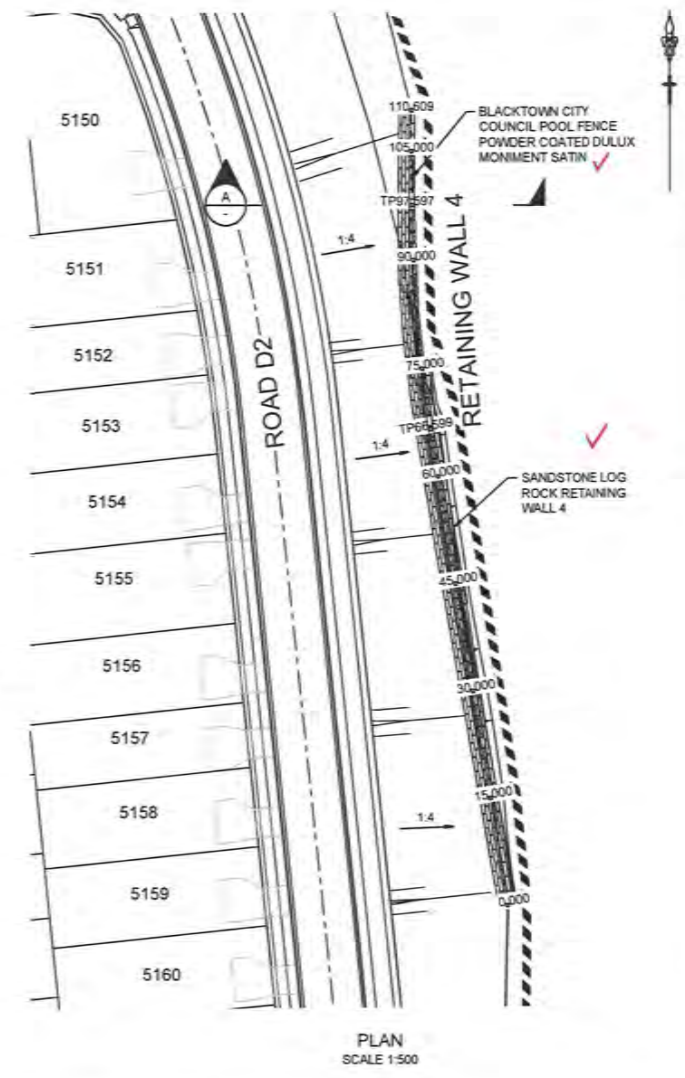 110.609
BLACKTOWN CITY
COUNCIL POOL FENCE
POWDER COATED DULUX
MONIMENT SATIN
5150
105.000
A
-
TP97.597
5151
1:4
90.000
RETAINING WALL 4
5152
ROAD D2
75.000
5153
TP66.599
1:4
60.000
SANDSTONE LOG
ROCK RETAINING
WALL 4
5154
5155
45.000
5156
30.000
5157
15.000
5158
1:4
5159
0.000
5160
PLAN
SCALE 1:500